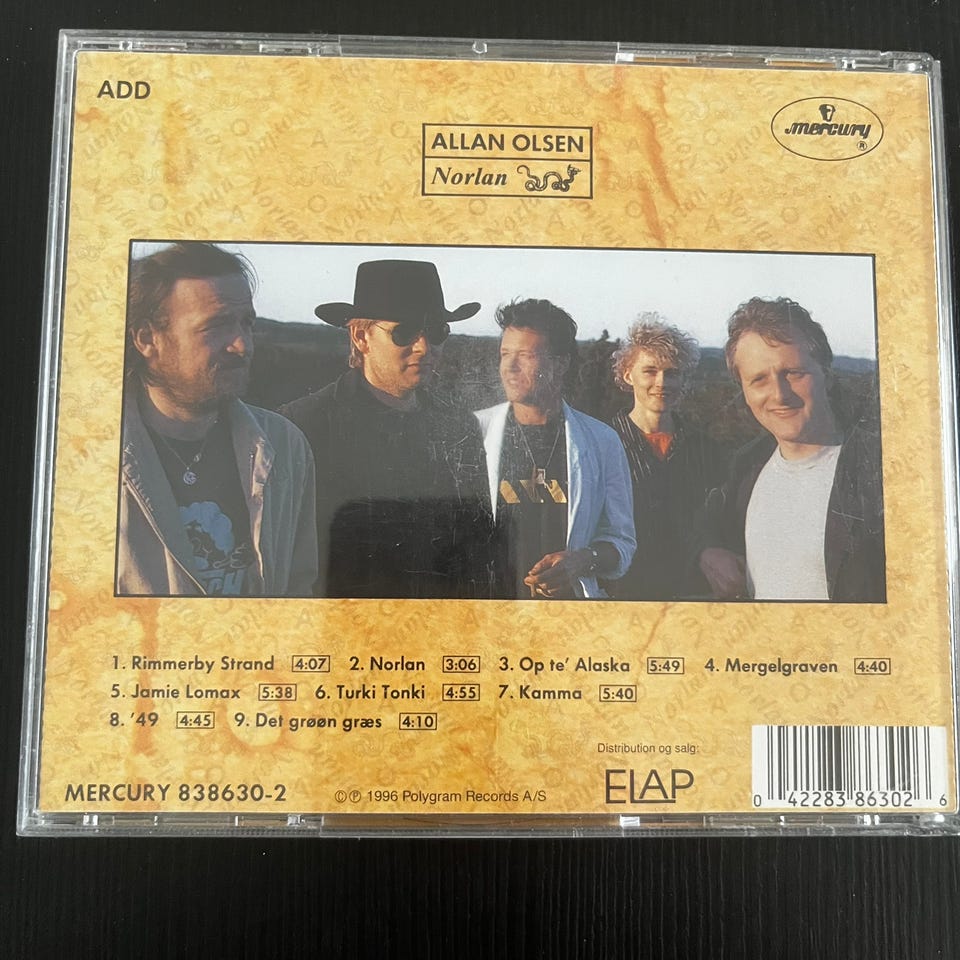 ADD
mercury
®
ALLAN OLSEN
Norlan
1. Rimmerby Strand 4:07 2. Norlan 3:06 3. Op te' Alaska 5:49 4. Mergelgraven 4:40
5. Jamie Lomax 5:38 6. Turki Tonki 4:55 7. Kamma 5:40
8. '49 4:45 9. Det grøøn græs 4:10
Distribution og salg:
ELAP
MERCURY 838630-2
©℗ 1996 Polygram Records A/S
0 42283 86302 6